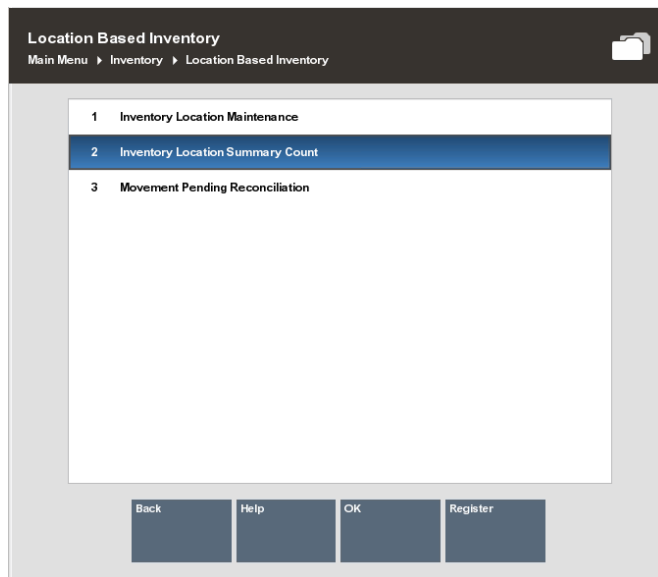 Location Based Inventory
Main Menu ▸ Inventory ▸ Location Based Inventory
1 Inventory Location Maintenance
2 Inventory Location Summary Count
3 Movement Pending Reconciliation
Back Help OK Register